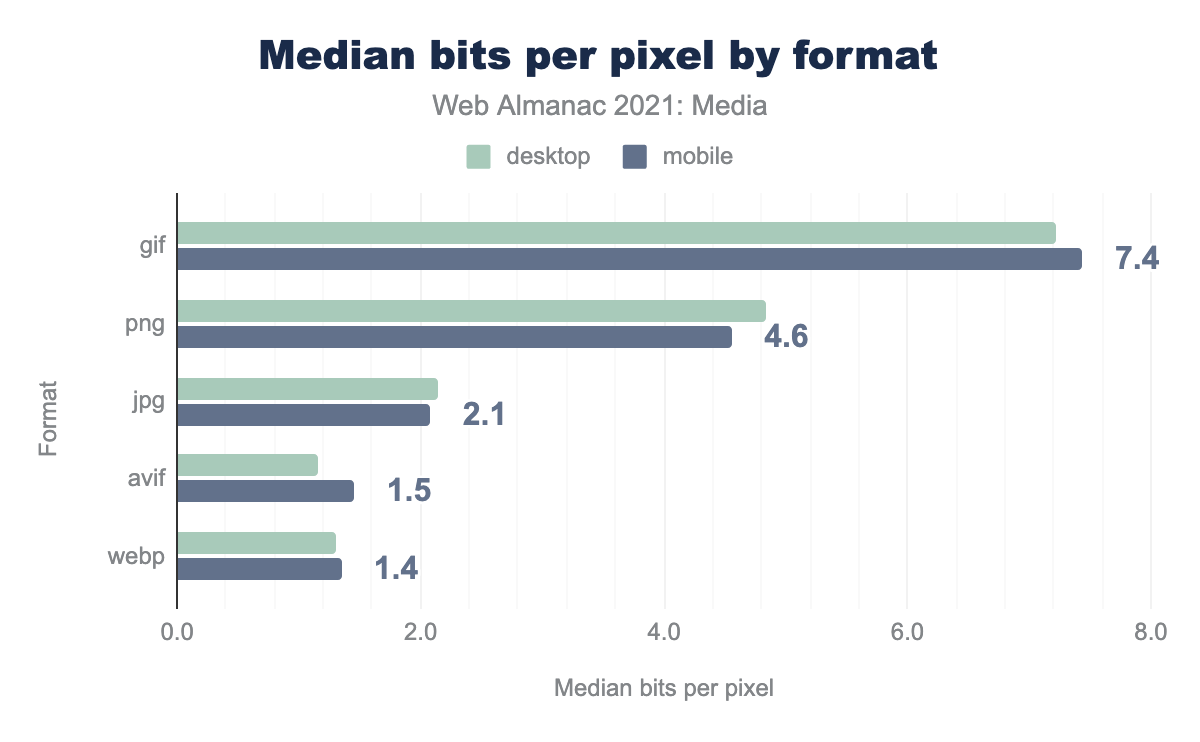 Median bits per pixel by format
Web Almanac 2021: Media
desktop mobile
gif 7.4
png 4.6
jpg 2.1
avif 1.5
webp 1.4
Format
0.0 2.0 4.0 6.0 8.0
Median bits per pixel